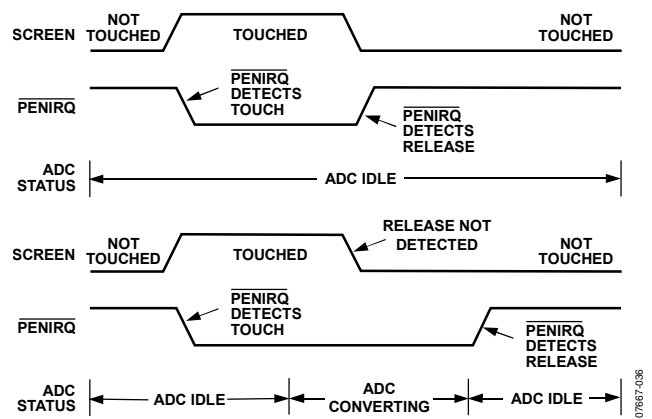 SCREEN
NOT
TOUCHED
TOUCHED
NOT
TOUCHED
PENIRQ
PENIRQ
DETECTS
TOUCH
PENIRQ
DETECTS
RELEASE
ADC
STATUS
ADC IDLE
SCREEN
NOT
TOUCHED
TOUCHED
RELEASE NOT
DETECTED
NOT
TOUCHED
PENIRQ
PENIRQ
DETECTS
TOUCH
PENIRQ
DETECTS
RELEASE
ADC
STATUS
ADC IDLE
ADC
CONVERTING
ADC IDLE
07667-036